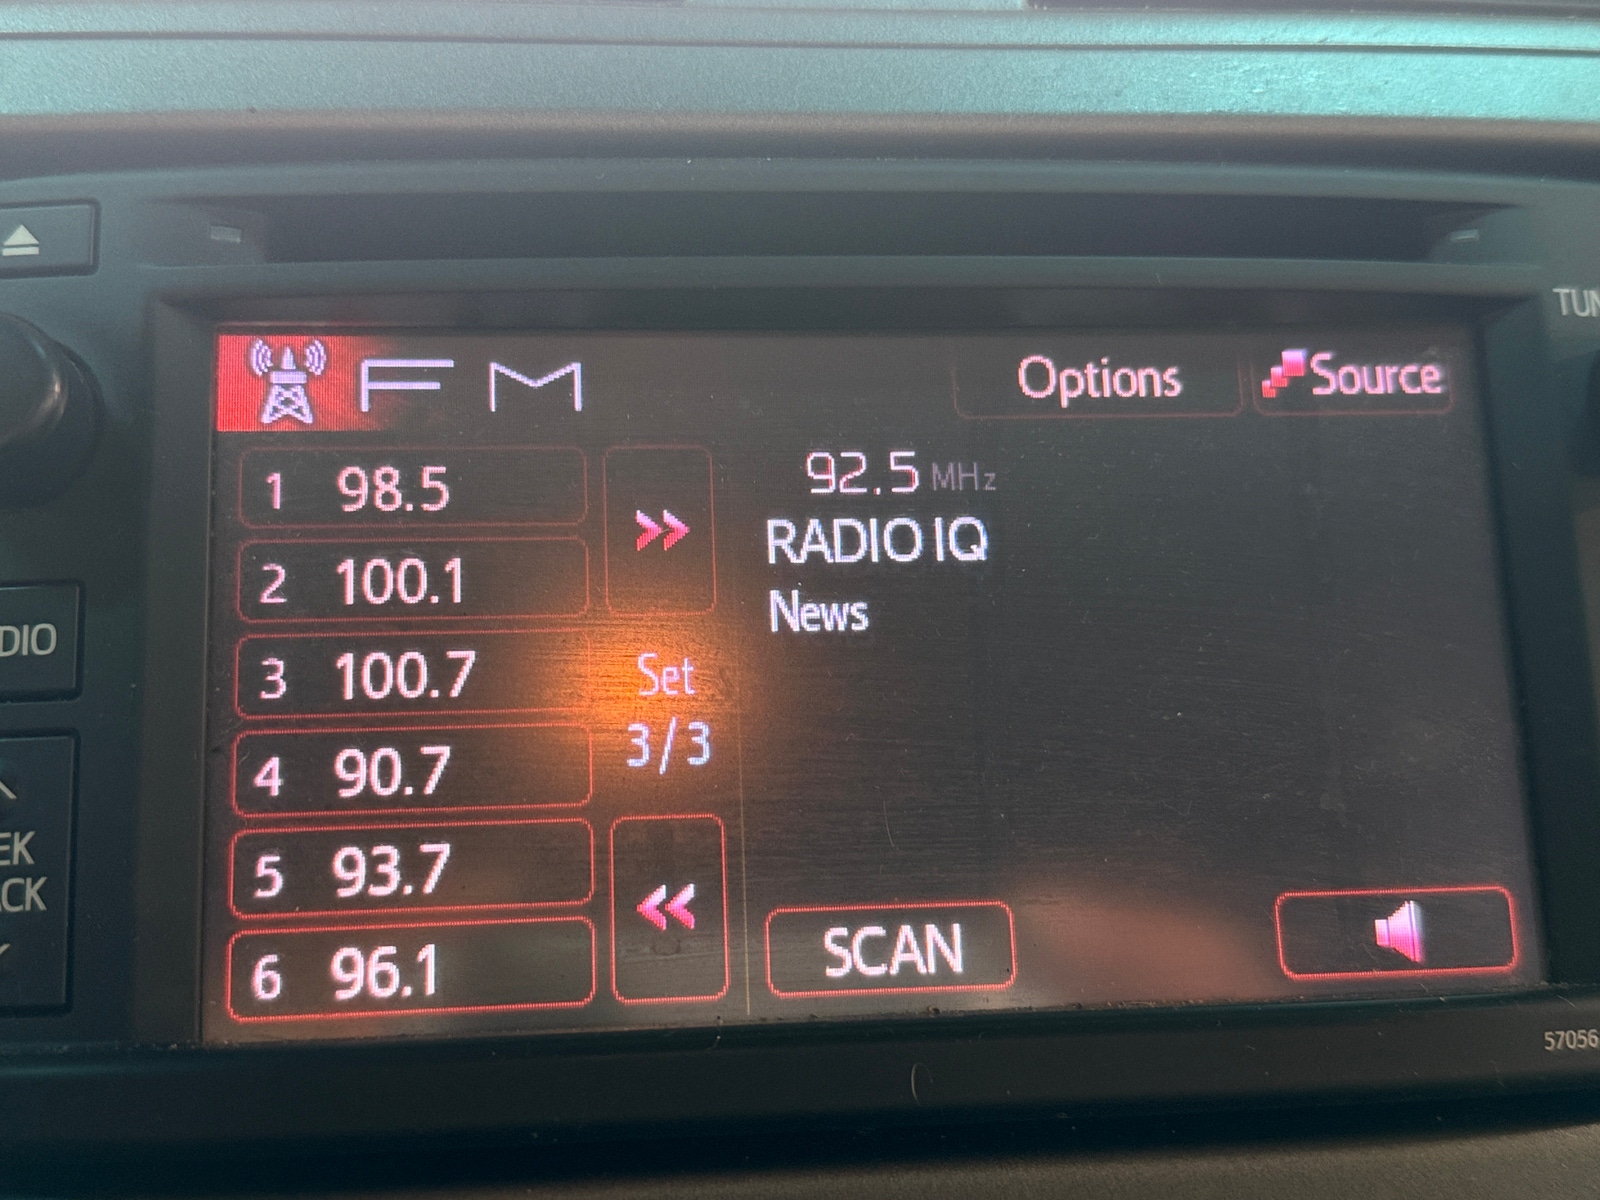 TUN
FM
Options
Source
1 98.5
92.5 MHz
2 100.1
RADIO IQ
News
DIO
3 100.7
Set
3/3
4 90.7
EK
CK
5 93.7
6 96.1
SCAN
57056